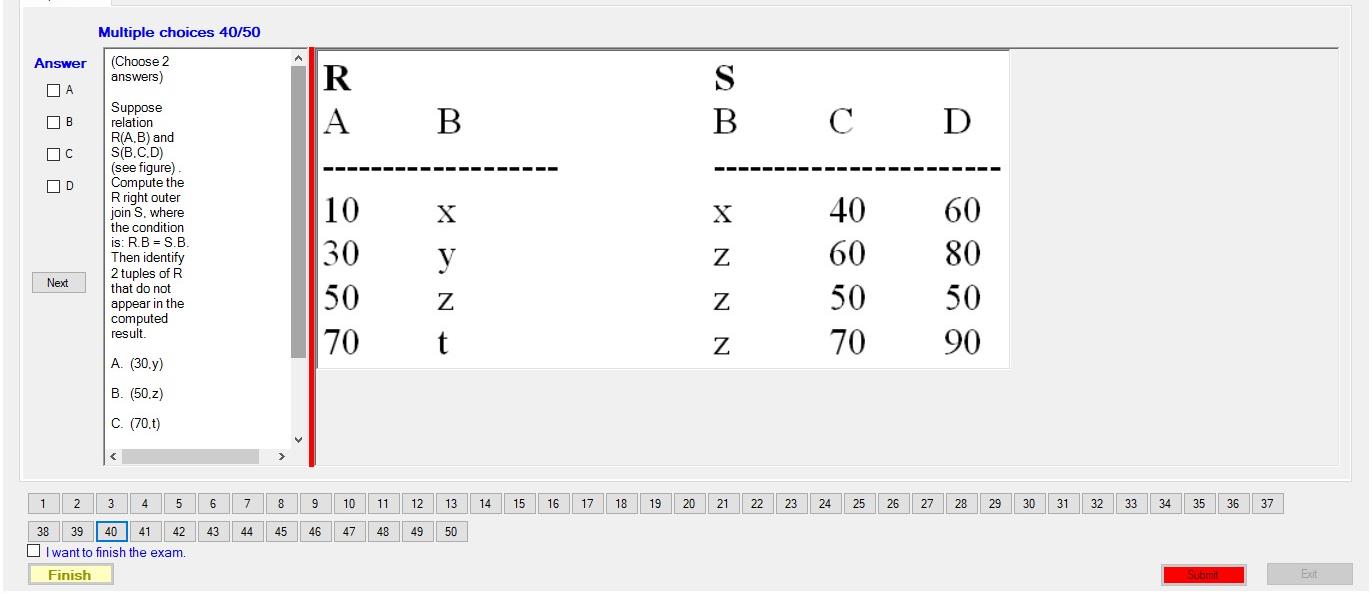 Multiple choices 40/50
Answer
A
B
C
D
Next
(Choose 2
answers)
Suppose
relation
R(A,B) and
S(B,C,D)
(see figure) .
Compute the
R right outer
join S, where
the condition
is: R.B = S.B.
Then identify
2 tuples of R
that do not
appear in the
computed
result.
A. (30,y)
B. (50,z)
C. (70,t)
R S
A B B C D
------------------- -----------------------
10 x x 40 60
30 y z 60 80
50 z z 50 50
70 t z 70 90
1 2 3 4 5 6 7 8 9 10 11 12 13 14 15 16 17 18 19 20 21 22 23 24 25 26 27 28 29 30 31 32 33 34 35 36 37
38 39 40 41 42 43 44 45 46 47 48 49 50
I want to finish the exam.
Finish Submit Exit